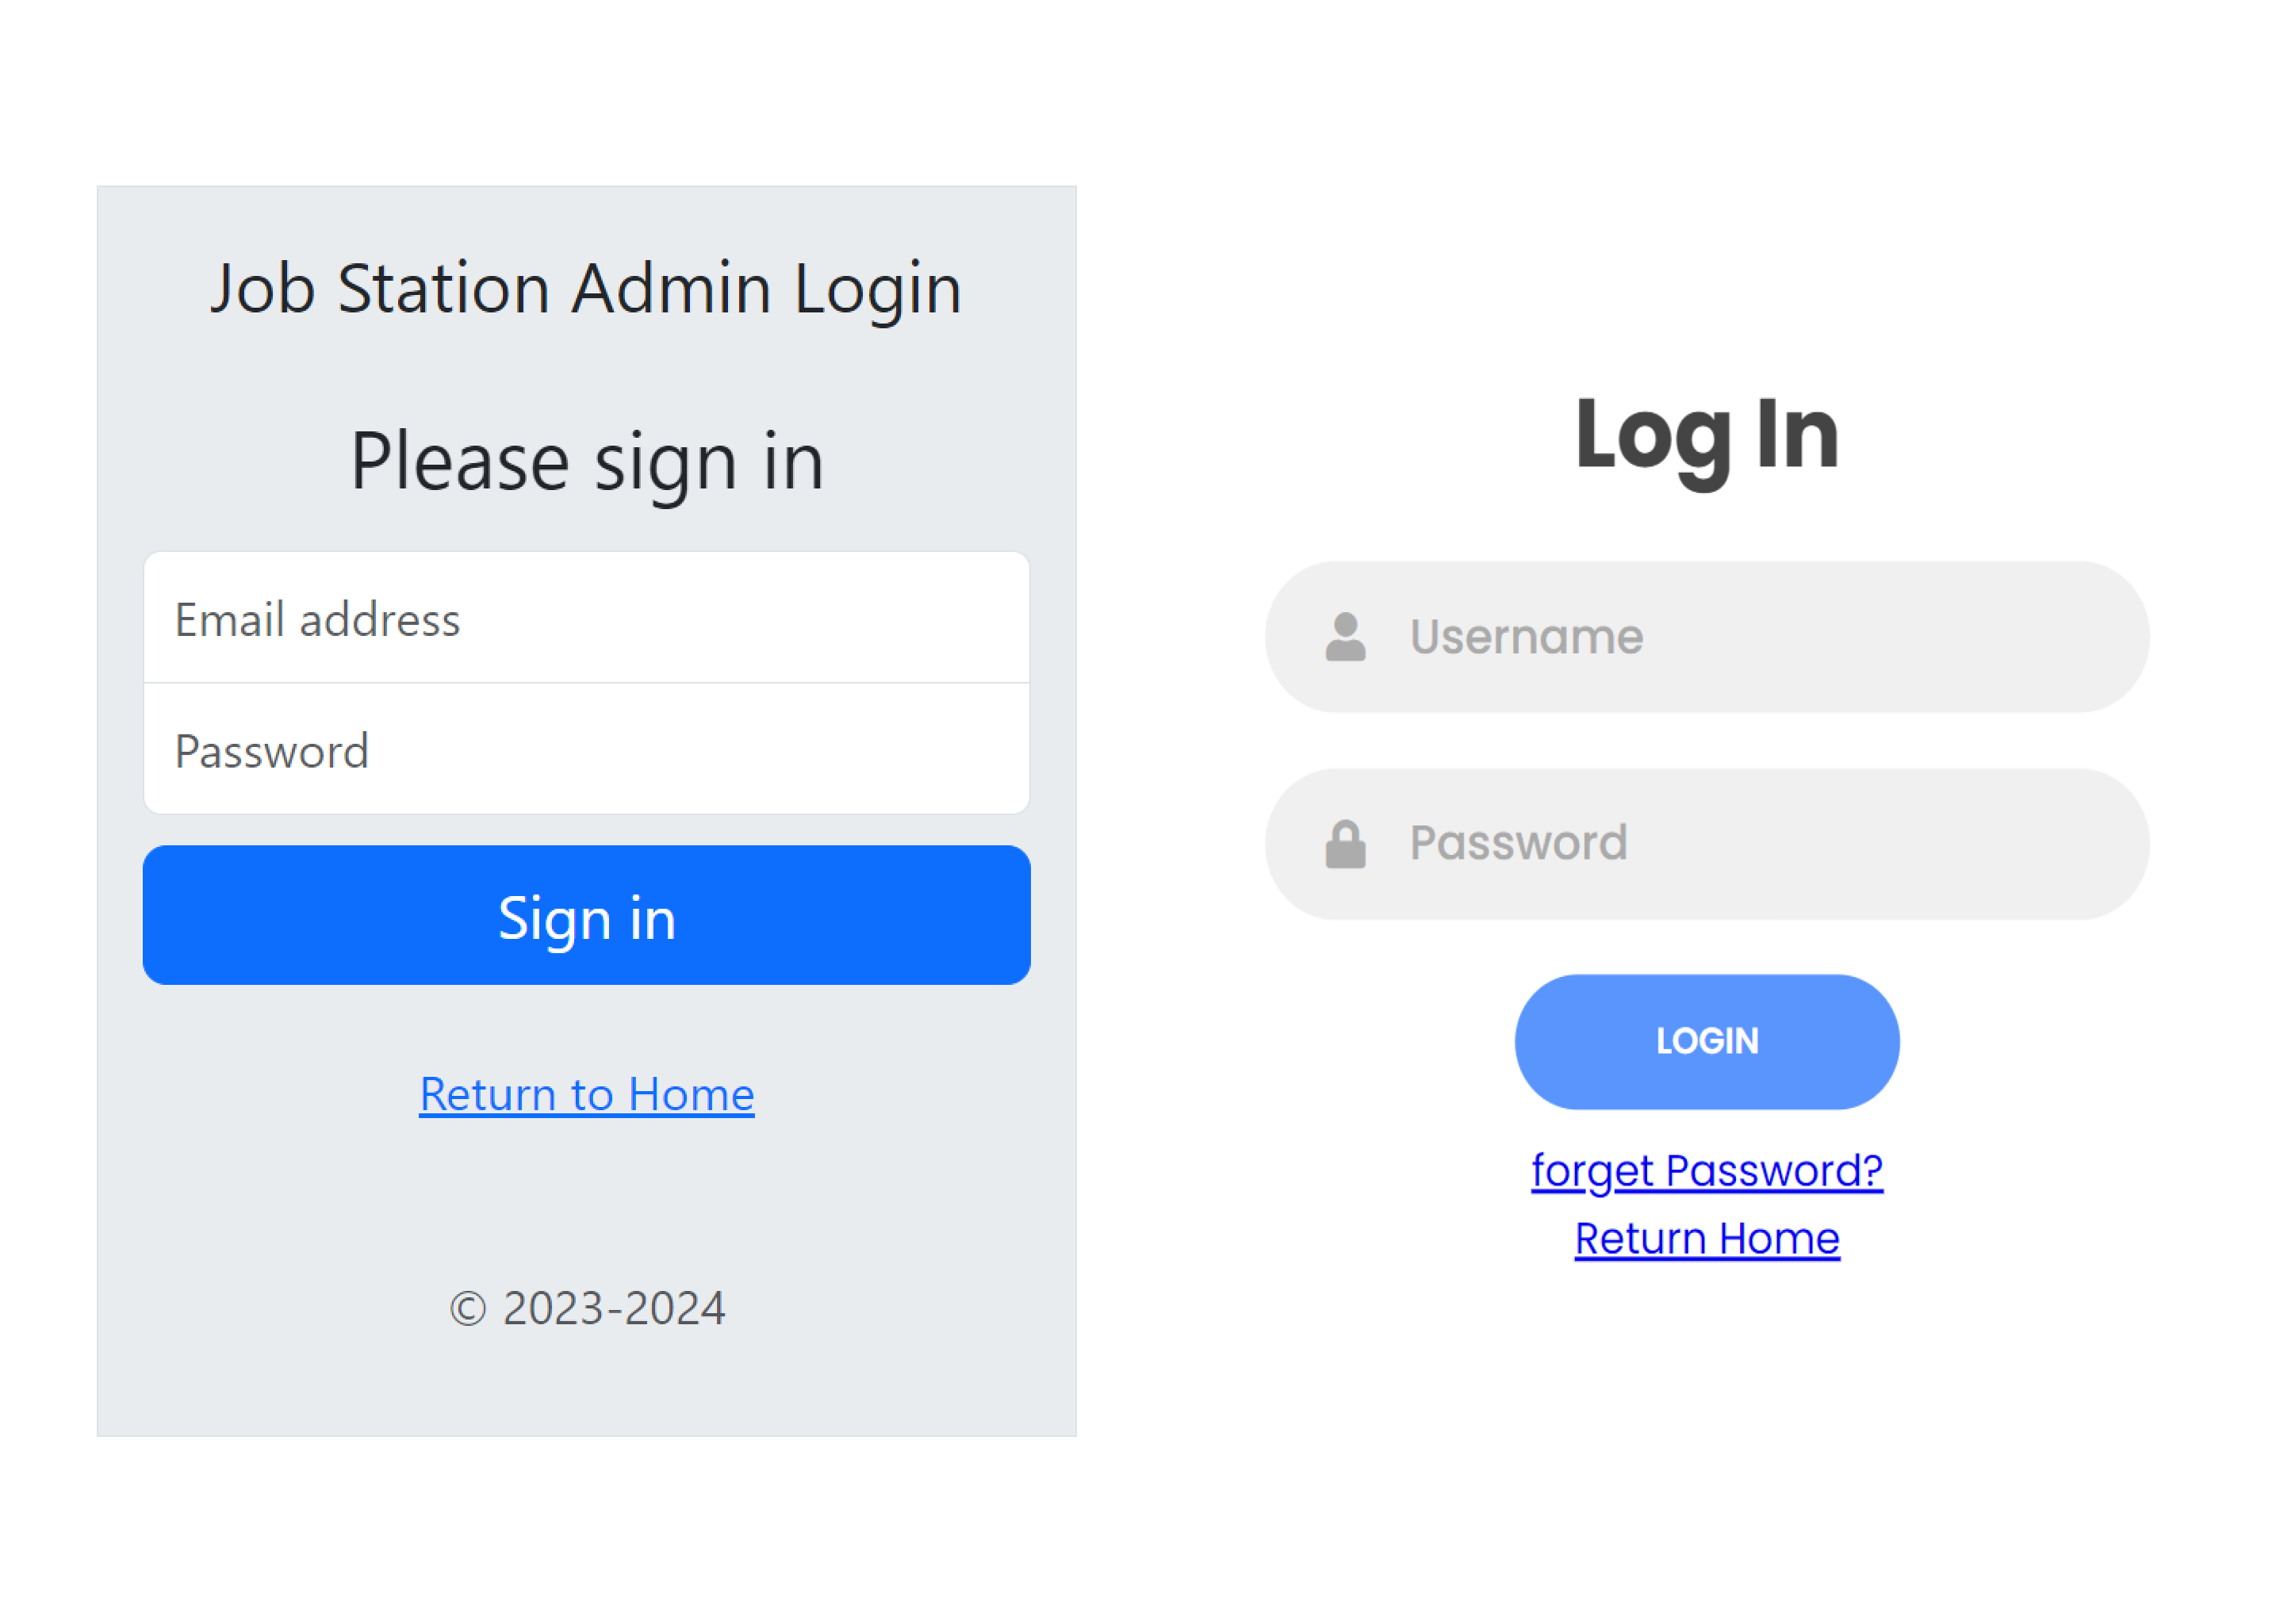 Job Station Admin Login
Please sign in
Email address
Password
Sign in
Return to Home
© 2023-2024
Log In
Username
Password
LOGIN
forget Password?
Return Home